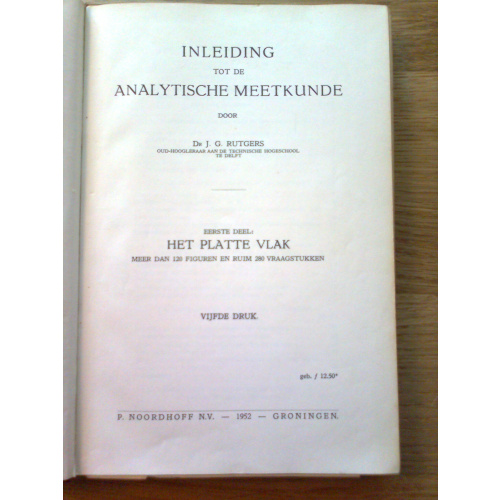 INLEIDING
TOT DE
ANALYTISCHE MEETKUNDE
DOOR
Dr J. G. RUTGERS
OUD-HOOGLERAAR AAN DE TECHNISCHE HOGESCHOOL
TE DELFT
EERSTE DEEL:
HET PLATTE VLAK
MEER DAN 120 FIGUREN EN RUIM 280 VRAAGSTUKKEN
VIJFDE DRUK.
geb. ƒ 12.50*
P. NOORDHOFF N.V. — 1952 — GRONINGEN.